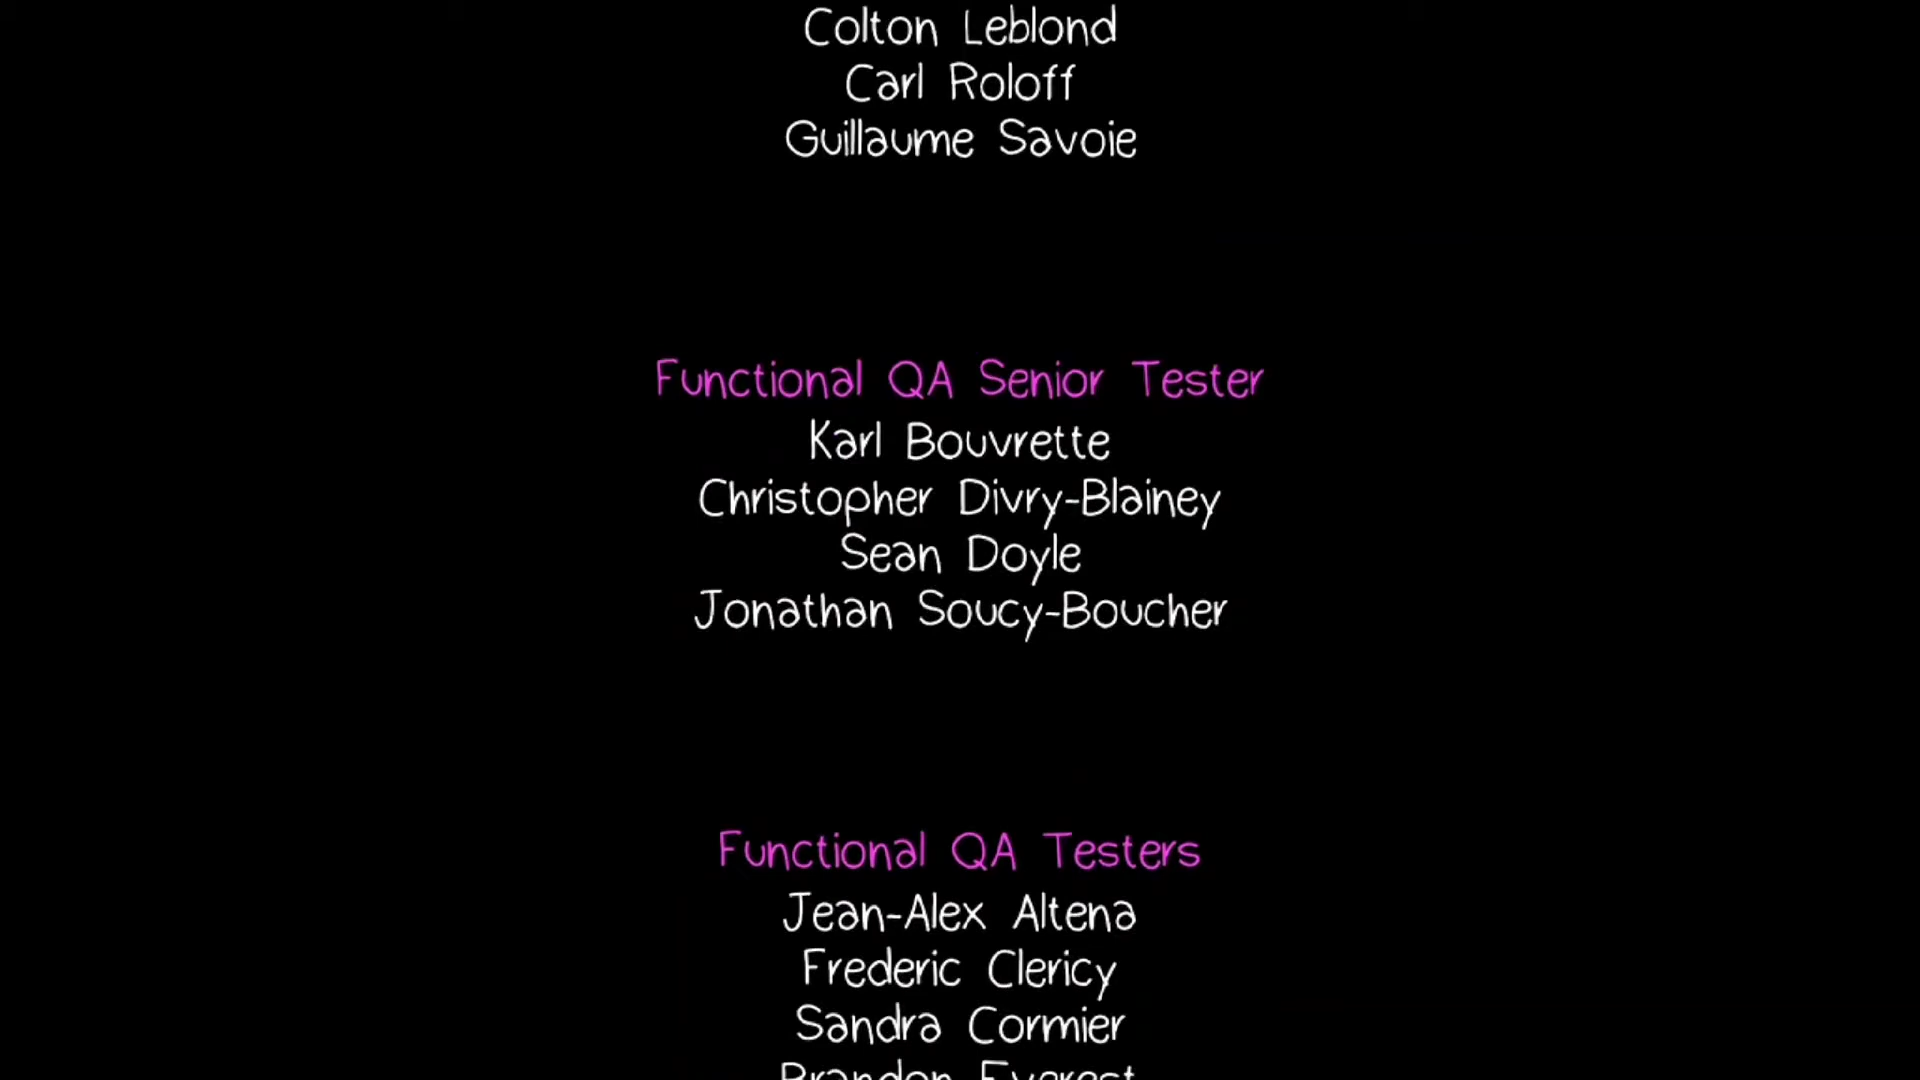 Colton Leblond
Carl Roloff
Guillaume Savoie
Functional QA Senior Tester
Karl Bouvrette
Christopher Divry-Blainey
Sean Doyle
Jonathan Soucy-Boucher
Functional QA Testers
Jean-Alex Altena
Frederic Clericy
Sandra Cormier
Brandon Everest